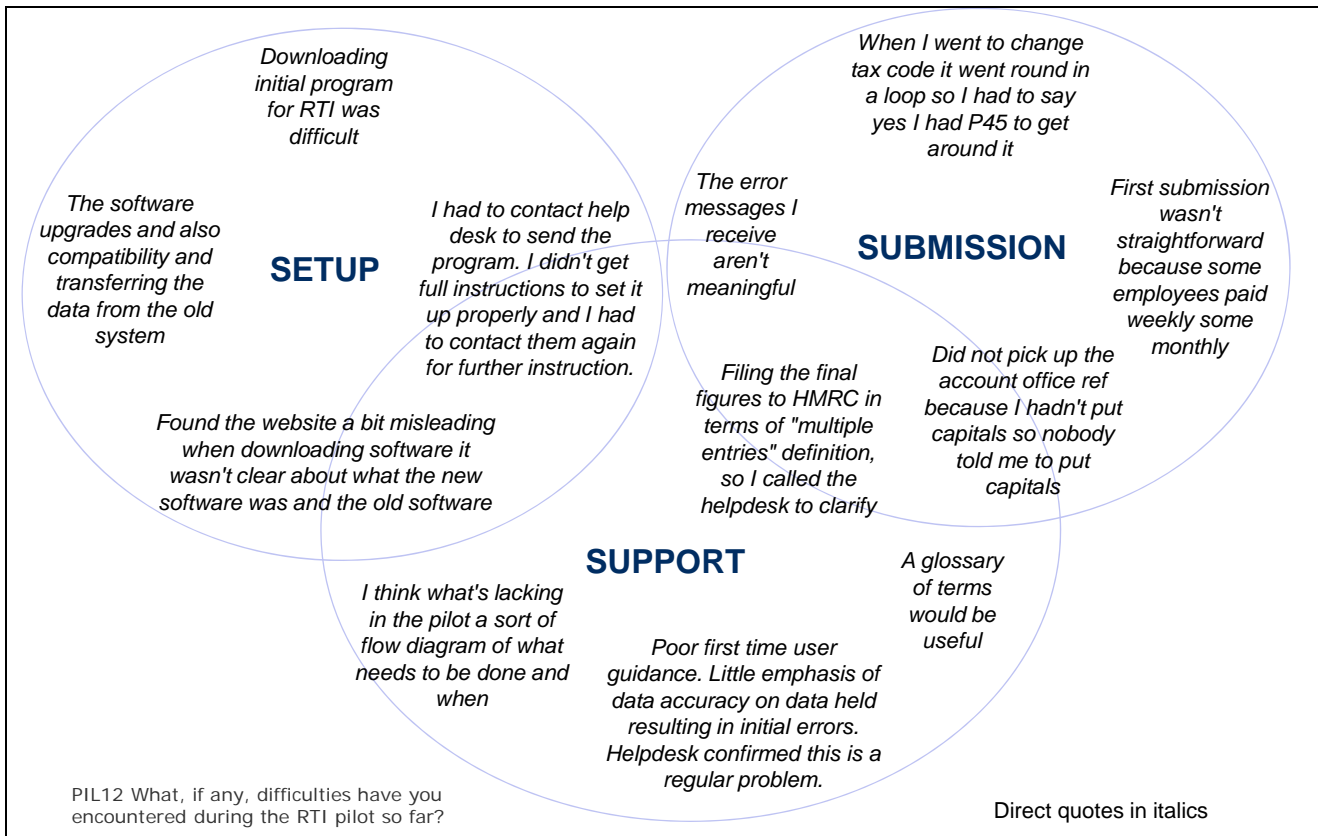 Downloading
initial program
for RTI was
difficult
The software
upgrades and also
compatibility and
transferring the
data from the old
system
SETUP
I had to contact help
desk to send the
program. I didn't get
full instructions to set it
up properly and I had
to contact them again
for further instruction.
Found the website a bit misleading
when downloading software it
wasn't clear about what the new
software was and the old software
When I went to change
tax code it went round in
a loop so I had to say
yes I had P45 to get
around it
The error
messages I
receive
aren't
meaningful
SUBMISSION
First submission
wasn't
straightforward
because some
employees paid
weekly some
monthly
Filing the final
figures to HMRC in
terms of "multiple
entries" definition,
so I called the
helpdesk to clarify
Did not pick up the
account office ref
because I hadn't put
capitals so nobody
told me to put
capitals
SUPPORT
I think what's lacking
in the pilot a sort of
flow diagram of what
needs to be done and
when
Poor first time user
guidance. Little emphasis of
data accuracy on data held
resulting in initial errors.
Helpdesk confirmed this is a
regular problem.
A glossary
of terms
would be
useful
PIL12 What, if any, difficulties have you
encountered during the RTI pilot so far?
Direct quotes in italics